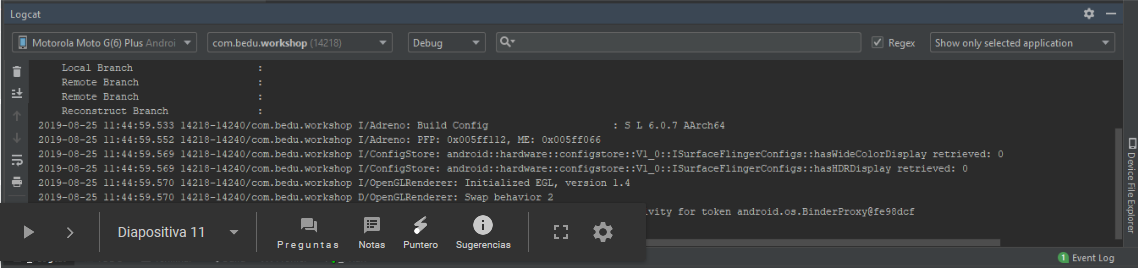 Logcat
Motorola Moto G(6) Plus Androi
com.bedu.workshop (14218)
Debug
Regex
Show only selected application
Local Branch :
Remote Branch :
Remote Branch :
Reconstruct Branch :
2019-08-25 11:44:59.533 14218-14240/com.bedu.workshop I/Adreno: Build Config : S L 6.0.7 AArch64
2019-08-25 11:44:59.552 14218-14240/com.bedu.workshop I/Adreno: PFP: 0x005ff112, ME: 0x005ff066
2019-08-25 11:44:59.569 14218-14240/com.bedu.workshop I/ConfigStore: android::hardware::configstore::V1_0::ISurfaceFlingerConfigs::hasWideColorDisplay retrieved: 0
2019-08-25 11:44:59.569 14218-14240/com.bedu.workshop I/ConfigStore: android::hardware::configstore::V1_0::ISurfaceFlingerConfigs::hasHDRDisplay retrieved: 0
2019-08-25 11:44:59.570 14218-14240/com.bedu.workshop I/OpenGLRenderer: Initialized EGL, version 1.4
2019-08-25 11:44:59.570 14218-14240/com.bedu.workshop D/OpenGLRenderer: Swap behavior 2
ivity for token android.os.BinderProxy@fe98dcf
Device File Explorer
Diapositiva 11
Preguntas
Notas
Puntero
Sugerencias
1 Event Log